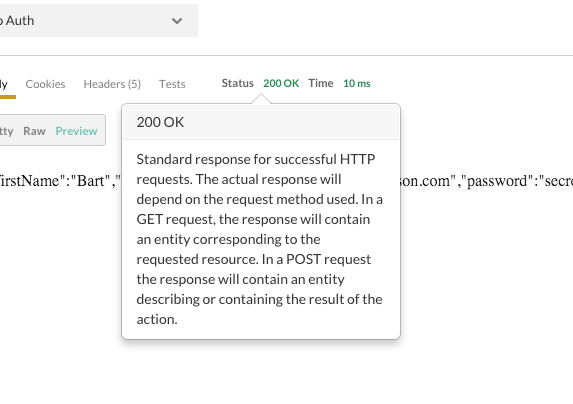 Auth
Cookies Headers (5) Tests Status 200 OK Time 10 ms
Raw Preview
200 OK
irstName":"Bart"," son.com","password":"secre
Standard response for successful HTTP
requests. The actual response will
depend on the request method used. In a
GET request, the response will contain
an entity corresponding to the
requested resource. In a POST request
the response will contain an entity
describing or containing the result of the
action.